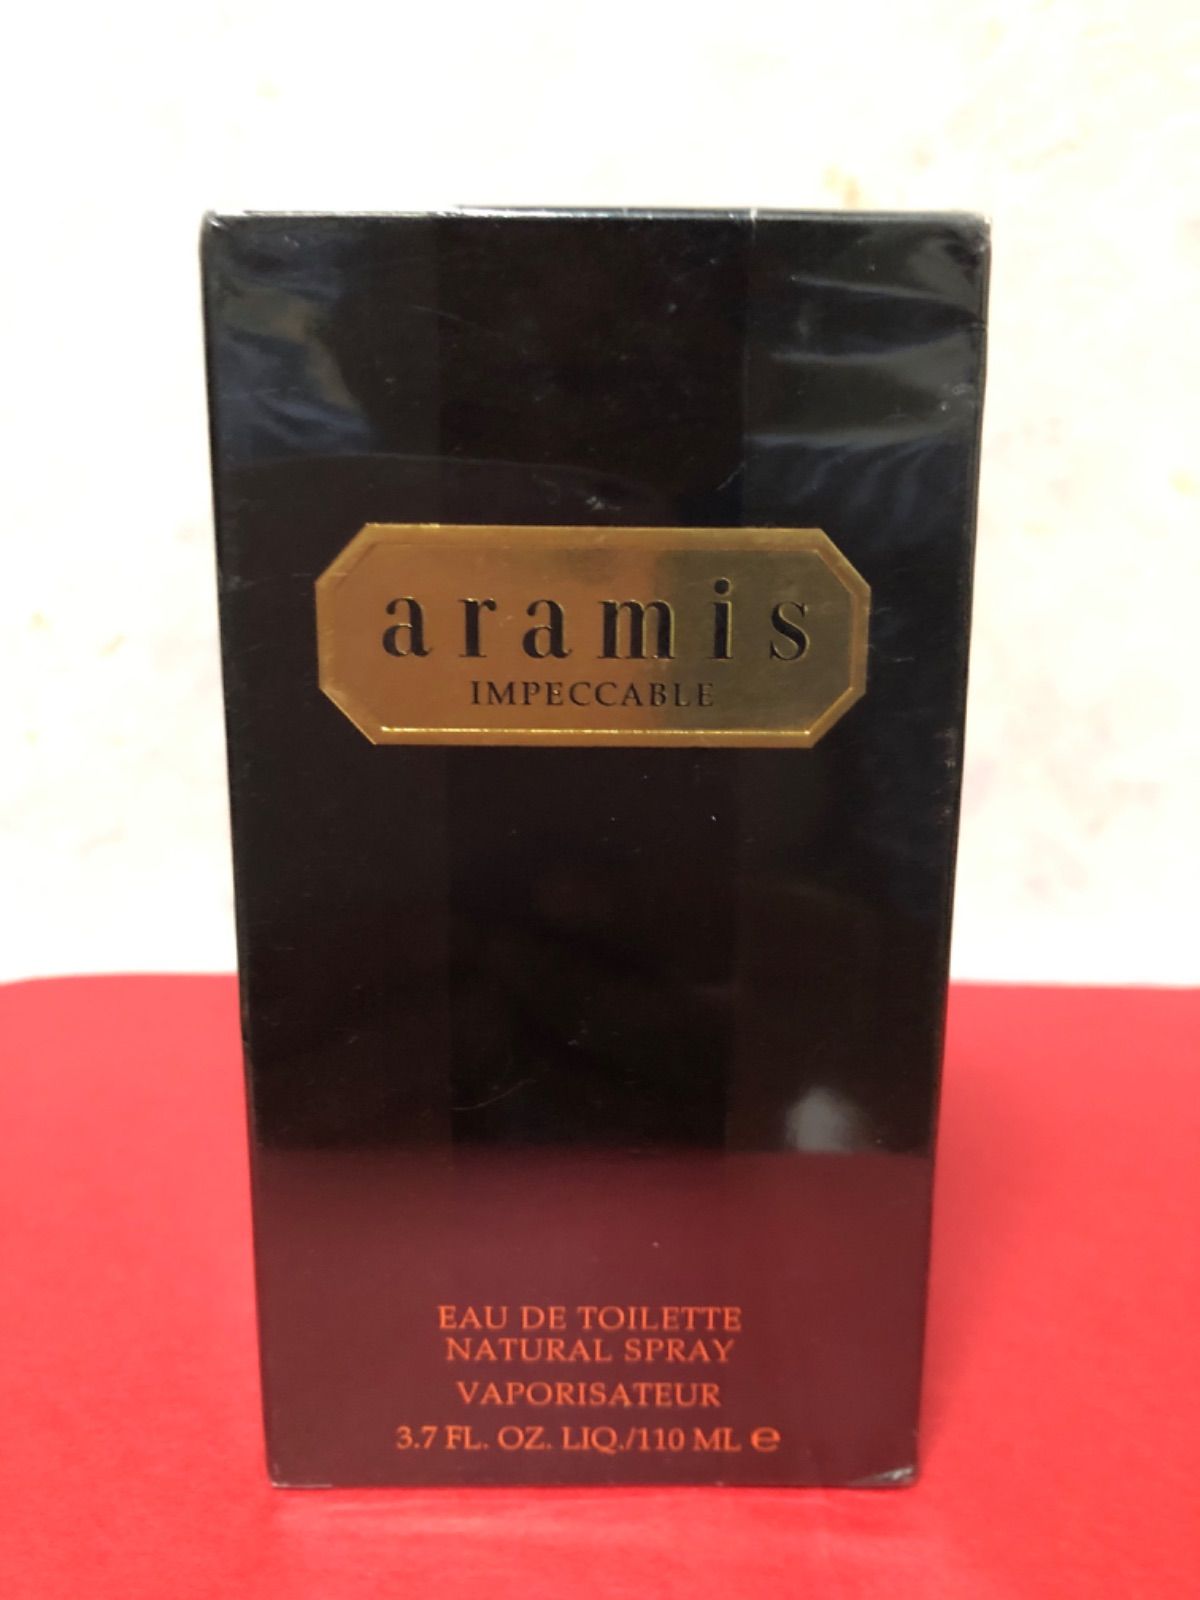 aramis
IMPECCABLE
EAU DE TOILETTE
NATURAL SPRAY
VAPORISATEUR
3.7 FL. OZ. LIQ./110 ML ℮